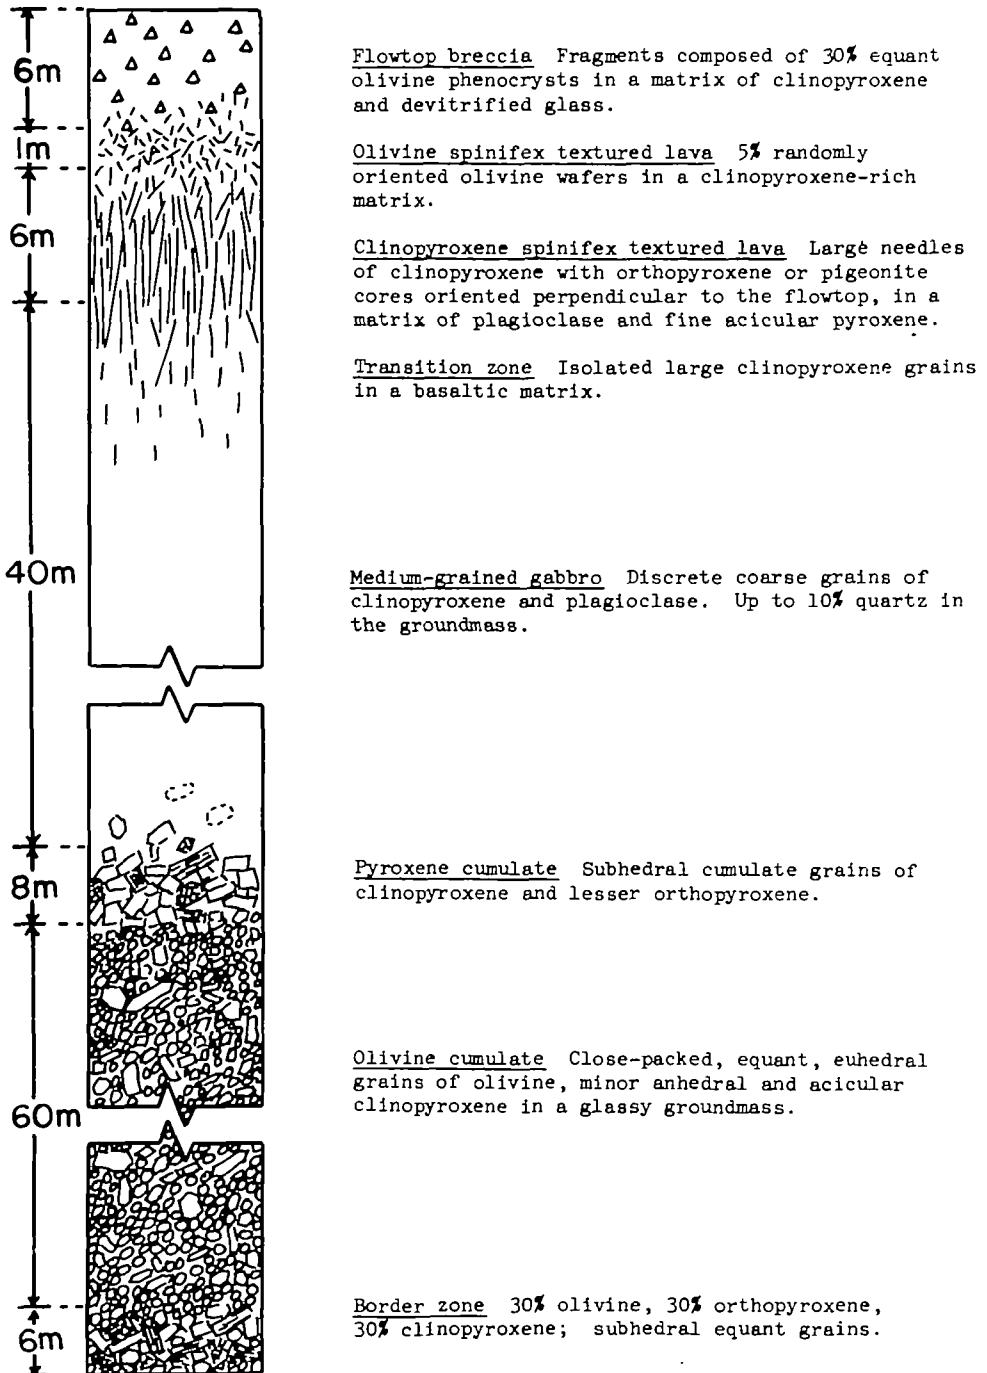 6m
Flowtop breccia Fragments composed of 30% equant
olivine phenocrysts in a matrix of clinopyroxene
and devitrified glass.
1m
Olivine spinifex textured lava 5% randomly
oriented olivine wafers in a clinopyroxene-rich
matrix.
6m
Clinopyroxene spinifex textured lava Large needles
of clinopyroxene with orthopyroxene or pigeonite
cores oriented perpendicular to the flowtop, in a
matrix of plagioclase and fine acicular pyroxene.
Transition zone Isolated large clinopyroxene grains
in a basaltic matrix.
40m
Medium-grained gabbro Discrete coarse grains of
clinopyroxene and plagioclase. Up to 10% quartz in
the groundmass.
8m
Pyroxene cumulate Subhedral cumulate grains of
clinopyroxene and lesser orthopyroxene.
60m
Olivine cumulate Close-packed, equant, euhedral
grains of olivine, minor anhedral and acicular
clinopyroxene in a glassy groundmass.
6m
Border zone 30% olivine, 30% orthopyroxene,
30% clinopyroxene; subhedral equant grains.